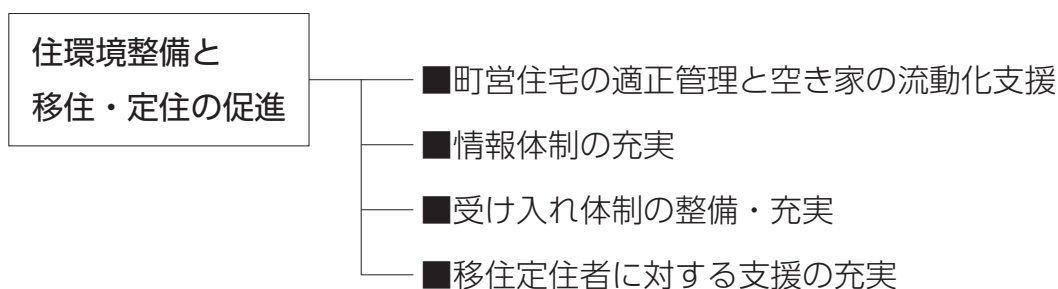 住環境整備と
移住・定住の促進
■町営住宅の適正管理と空き家の流動化支援
■情報体制の充実
■受け入れ体制の整備・充実
■移住定住者に対する支援の充実